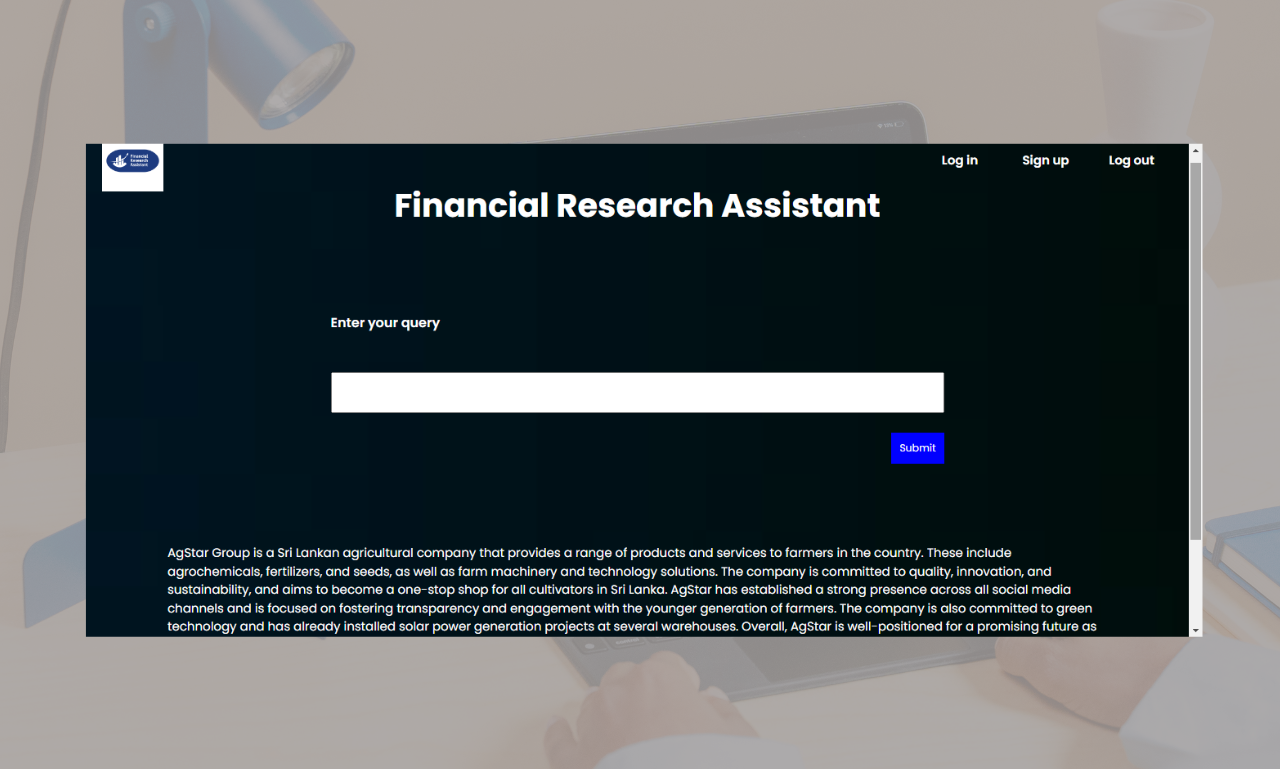 Financial
Research
Assistant
Log in Sign up Log out
Financial Research Assistant
Enter your query
Submit
AgStar Group is a Sri Lankan agricultural company that provides a range of products and services to farmers in the country. These include
agrochemicals, fertilizers, and seeds, as well as farm machinery and technology solutions. The company is committed to quality, innovation, and
sustainability, and aims to become a one-stop shop for all cultivators in Sri Lanka. AgStar has established a strong presence across all social media
channels and is focused on fostering transparency and engagement with the younger generation of farmers. The company is also committed to green
technology and has already installed solar power generation projects at several warehouses. Overall, AgStar is well-positioned for a promising future as